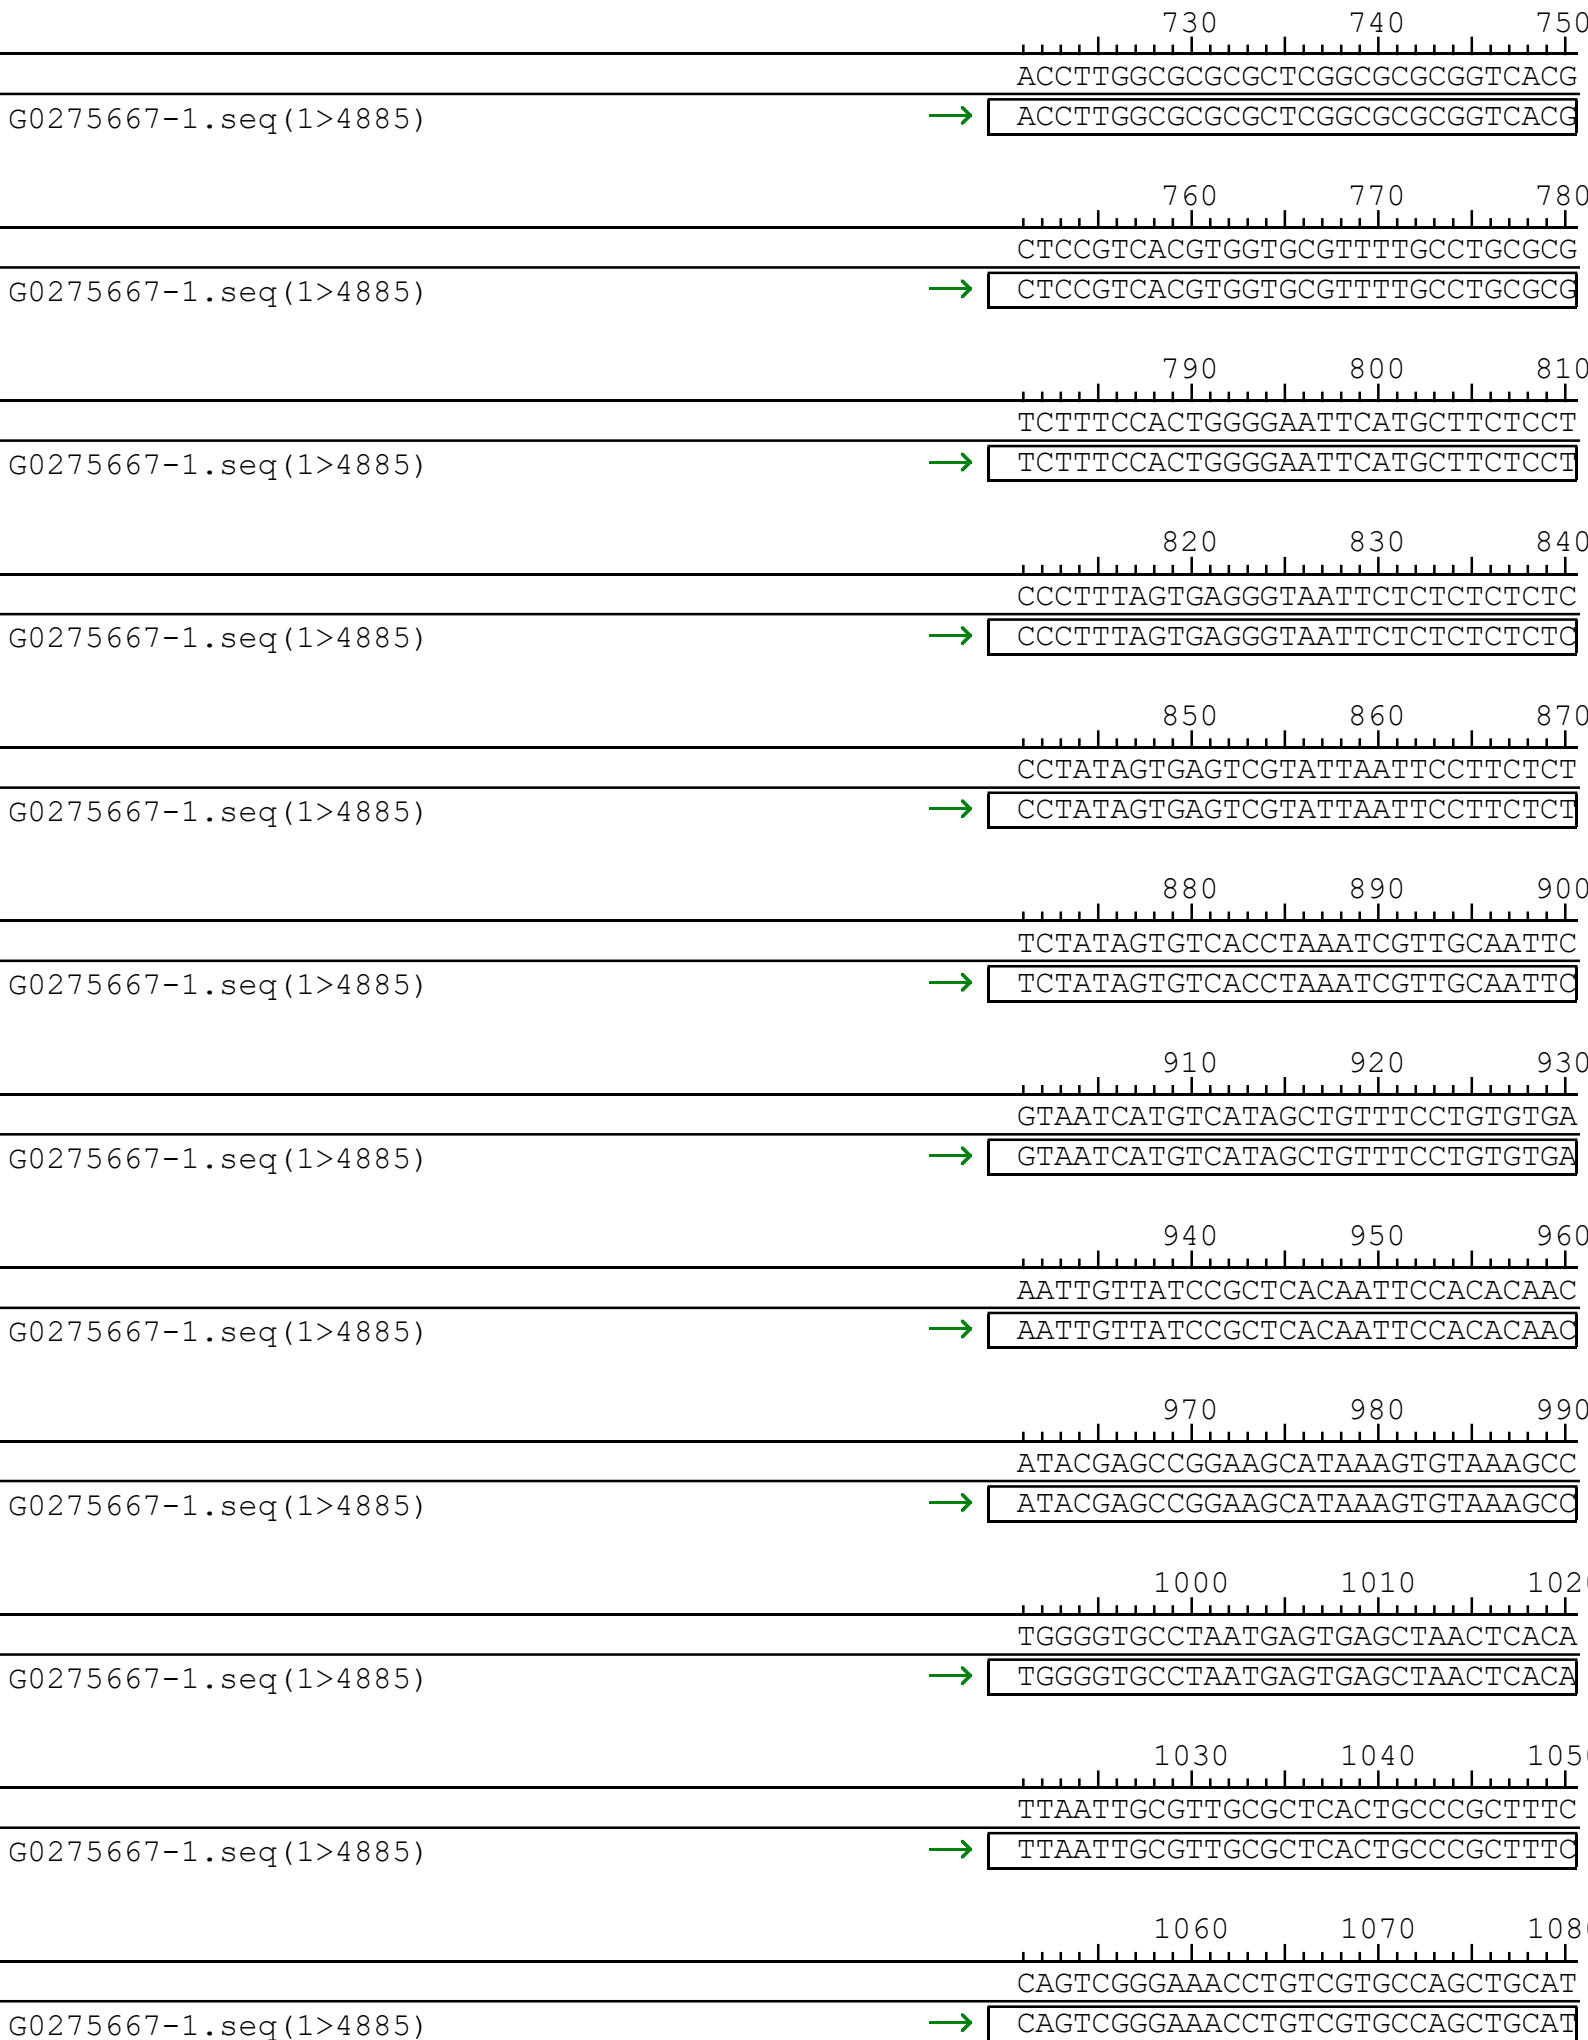 730 740 750
ACCTTGGCGCGCGCTCGGCGCGCGGTCACG
G0275667-1.seq(1>4885) → ACCTTGGCGCGCGCTCGGCGCGCGGTCACG
760 770 780
CTCCGTCACGTGGTGCGTTTTGCCTGCGCG
G0275667-1.seq(1>4885) → CTCCGTCACGTGGTGCGTTTTGCCTGCGCG
790 800 810
TCTTTCCACTGGGGAATTCATGCTTCTCCT
G0275667-1.seq(1>4885) → TCTTTCCACTGGGGAATTCATGCTTCTCCT
820 830 840
CCCTTTAGTGAGGGTAATTCTCTCTCTCTC
G0275667-1.seq(1>4885) → CCCTTTAGTGAGGGTAATTCTCTCTCTCTC
850 860 870
CCTATAGTGAGTCGTATTAATTCCTTCTCT
G0275667-1.seq(1>4885) → CCTATAGTGAGTCGTATTAATTCCTTCTCT
880 890 900
TCTATAGTGTCACCTAAATCGTTGCAATTC
G0275667-1.seq(1>4885) → TCTATAGTGTCACCTAAATCGTTGCAATTC
910 920 930
GTAATCATGTCATAGCTGTTTCCTGTGTGA
G0275667-1.seq(1>4885) → GTAATCATGTCATAGCTGTTTCCTGTGTGA
940 950 960
AATTGTTATCCGCTCACAATTCCACACAAC
G0275667-1.seq(1>4885) → AATTGTTATCCGCTCACAATTCCACACAAC
970 980 990
ATACGAGCCGGAAGCATAAAGTGTAAAGCC
G0275667-1.seq(1>4885) → ATACGAGCCGGAAGCATAAAGTGTAAAGCC
1000 1010 1020
TGGGGTGCCTAATGAGTGAGCTAACTCACA
G0275667-1.seq(1>4885) → TGGGGTGCCTAATGAGTGAGCTAACTCACA
1030 1040 1050
TTAATTGCGTTGCGCTCACTGCCCGCTTTC
G0275667-1.seq(1>4885) → TTAATTGCGTTGCGCTCACTGCCCGCTTTC
1060 1070 1080
CAGTCGGGAAACCTGTCGTGCCAGCTGCAT
G0275667-1.seq(1>4885) → CAGTCGGGAAACCTGTCGTGCCAGCTGCAT